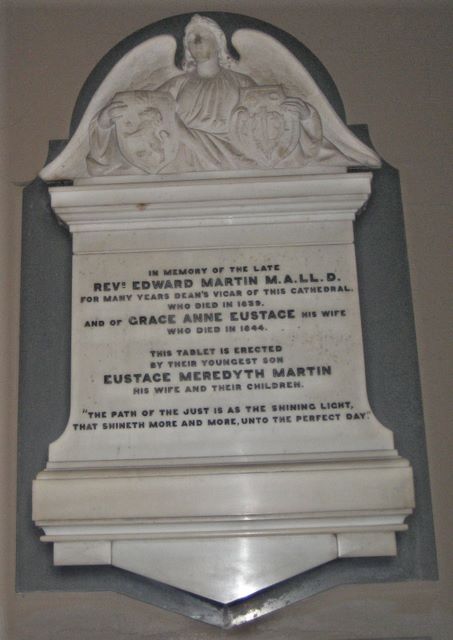 IN MEMORY OF THE LATE
REVD. EDWARD MARTIN M.A. LL. D.
FOR MANY YEARS DEAN'S VICAR OF THIS CATHEDRAL.
WHO DIED IN 1839.
AND OF GRACE ANNE EUSTACE HIS WIFE
WHO DIED IN 1844.
THIS TABLET IS ERECTED
BY THEIR YOUNGEST SON
EUSTACE MEREDYTH MARTIN
HIS WIFE AND THEIR CHILDREN.
"THE PATH OF THE JUST IS AS THE SHINING LIGHT,
THAT SHINETH MORE AND MORE, UNTO THE PERFECT DAY."